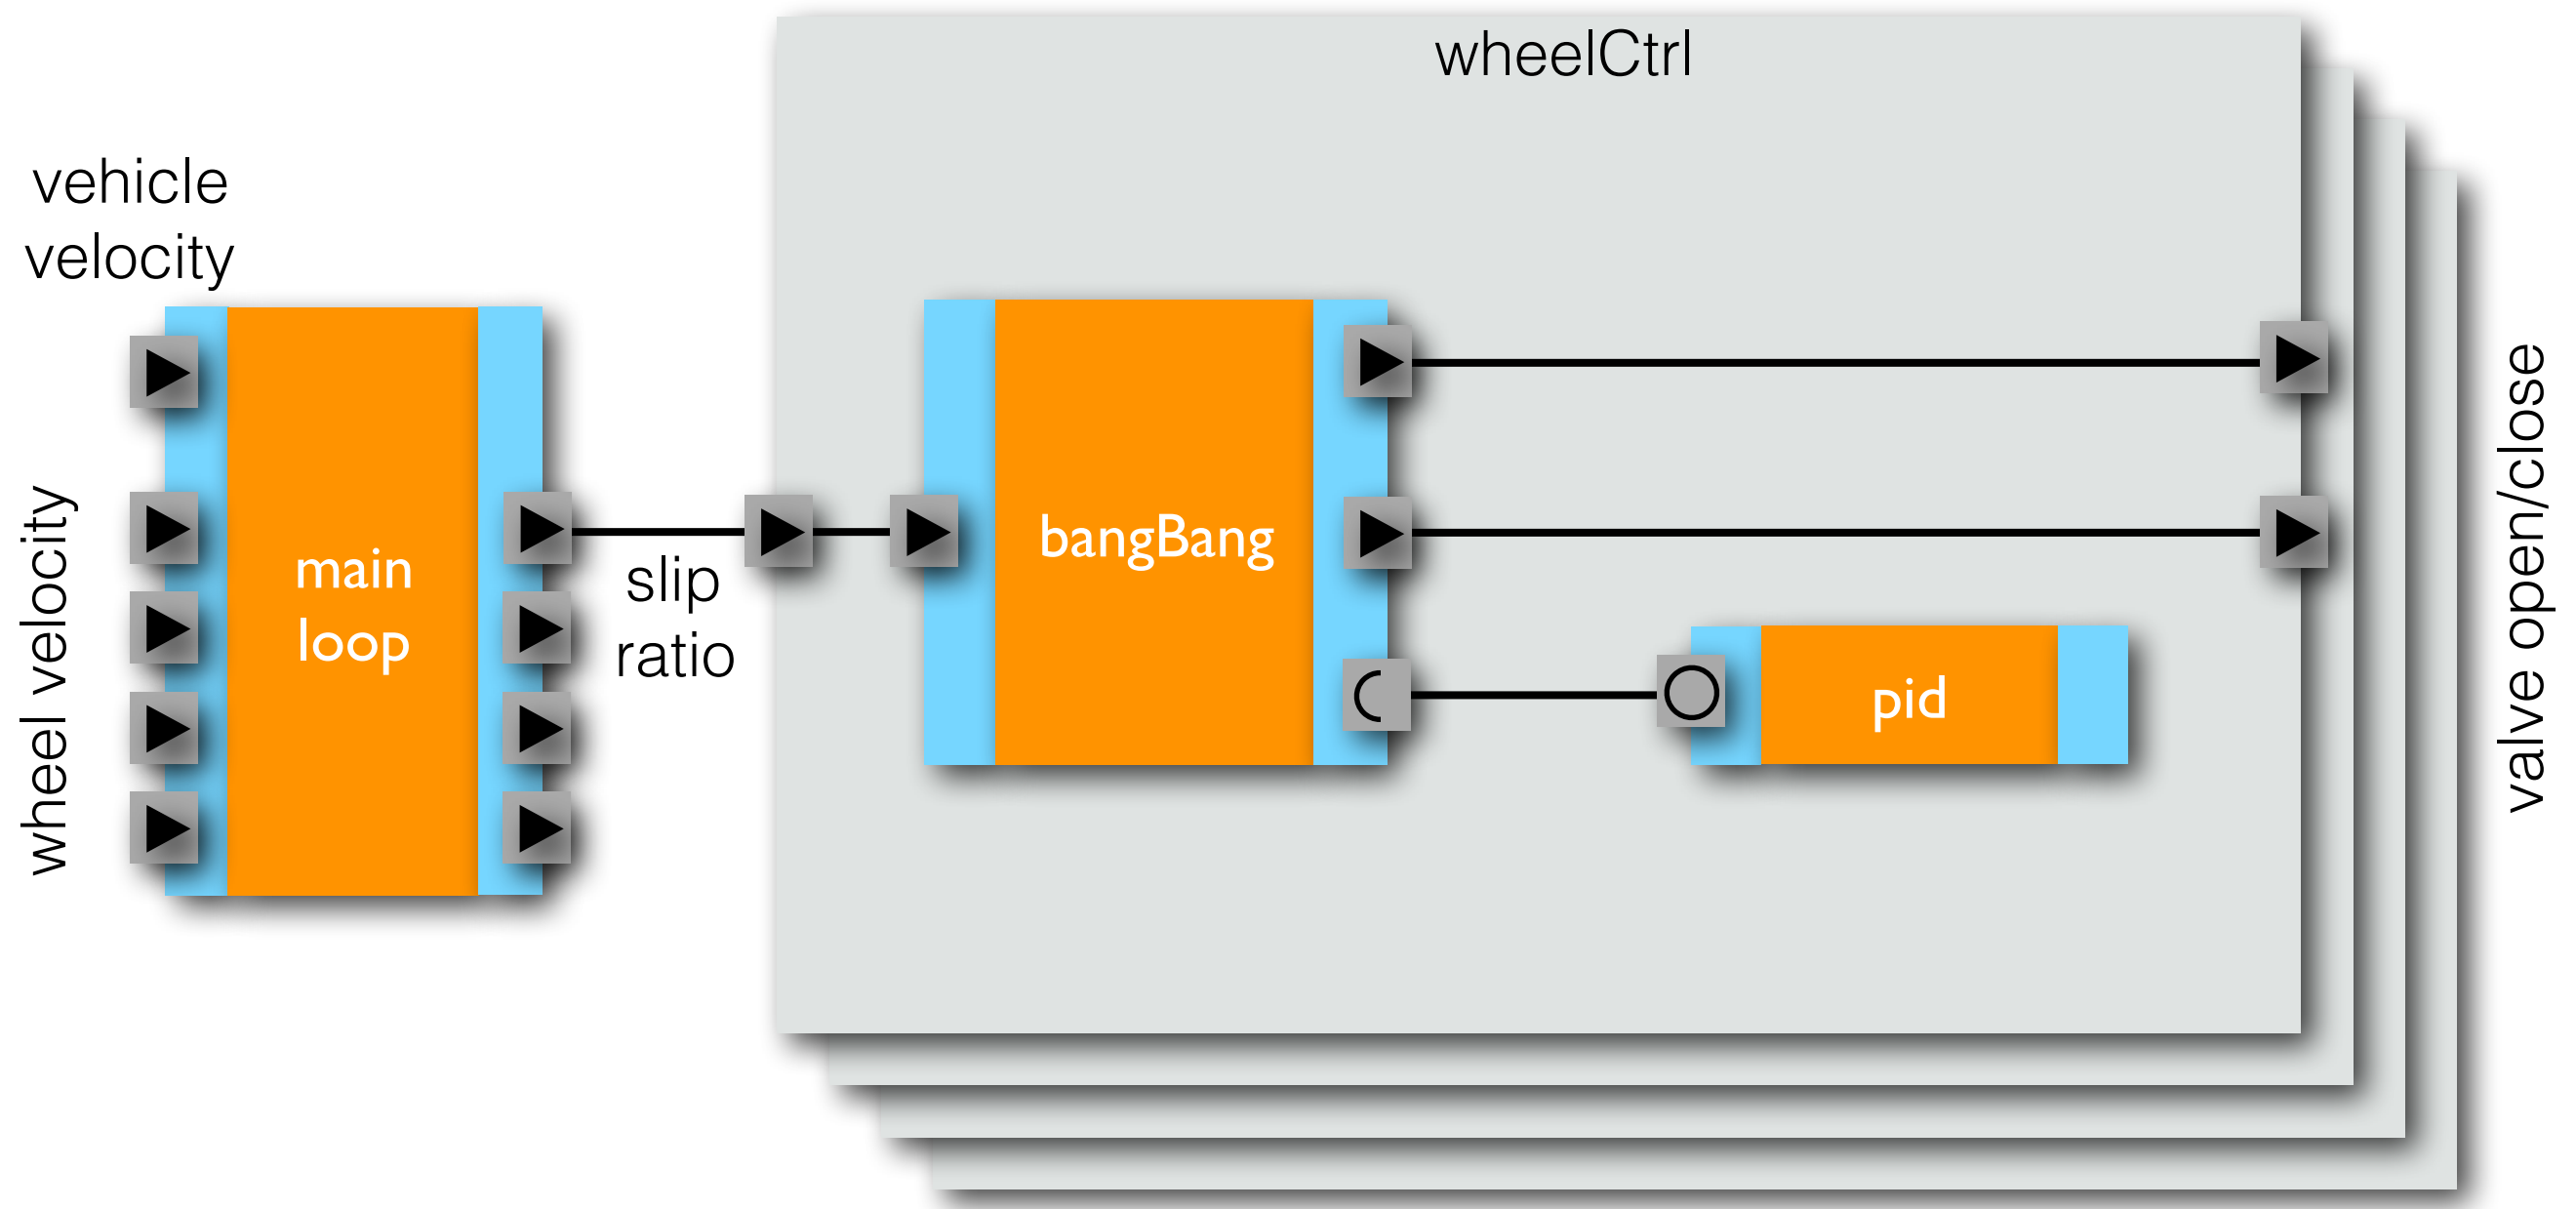 wheelCtrl
vehicle
velocity
wheel velocity
main
loop
slip
ratio
bangBang
pid
valve open/close